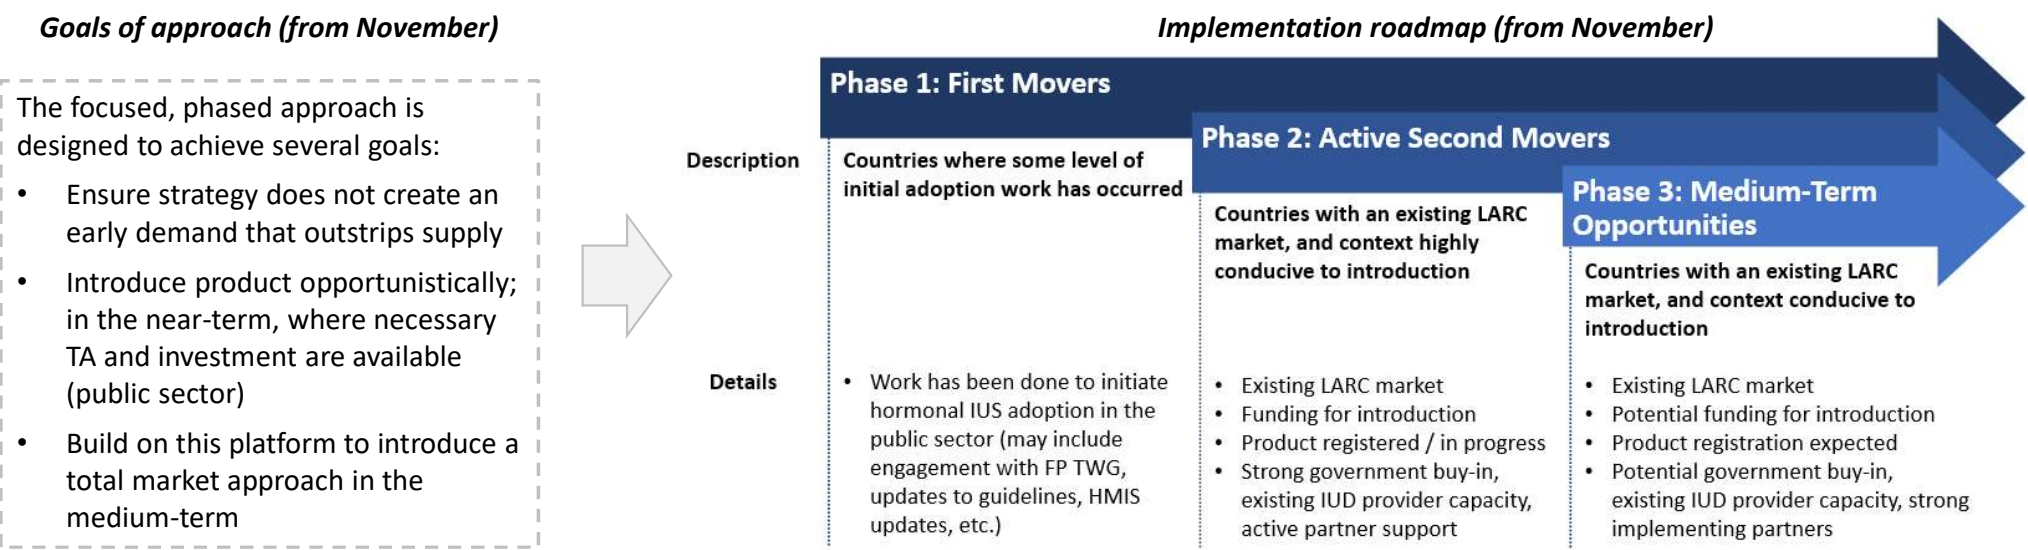 Goals of approach (from November)
The focused, phased approach is
designed to achieve several goals:
• Ensure strategy does not create an
early demand that outstrips supply
• Introduce product opportunistically;
in the near-term, where necessary
TA and investment are available
(public sector)
• Build on this platform to introduce a
total market approach in the
medium-term
Implementation roadmap (from November)
Phase 1: First Movers
Phase 2: Active Second Movers
Phase 3: Medium-Term
Opportunities
Description
Countries where some level of
initial adoption work has occurred
Countries with an existing LARC
market, and context highly
conducive to introduction
Countries with an existing LARC
market, and context conducive to
introduction
Details
• Work has been done to initiate
hormonal IUS adoption in the
public sector (may include
engagement with FP TWG,
updates to guidelines, HMIS
updates, etc.)
• Existing LARC market
• Funding for introduction
• Product registered / in progress
• Strong government buy-in,
existing IUD provider capacity,
active partner support
• Existing LARC market
• Potential funding for introduction
• Product registration expected
• Potential government buy-in,
existing IUD provider capacity, strong
implementing partners